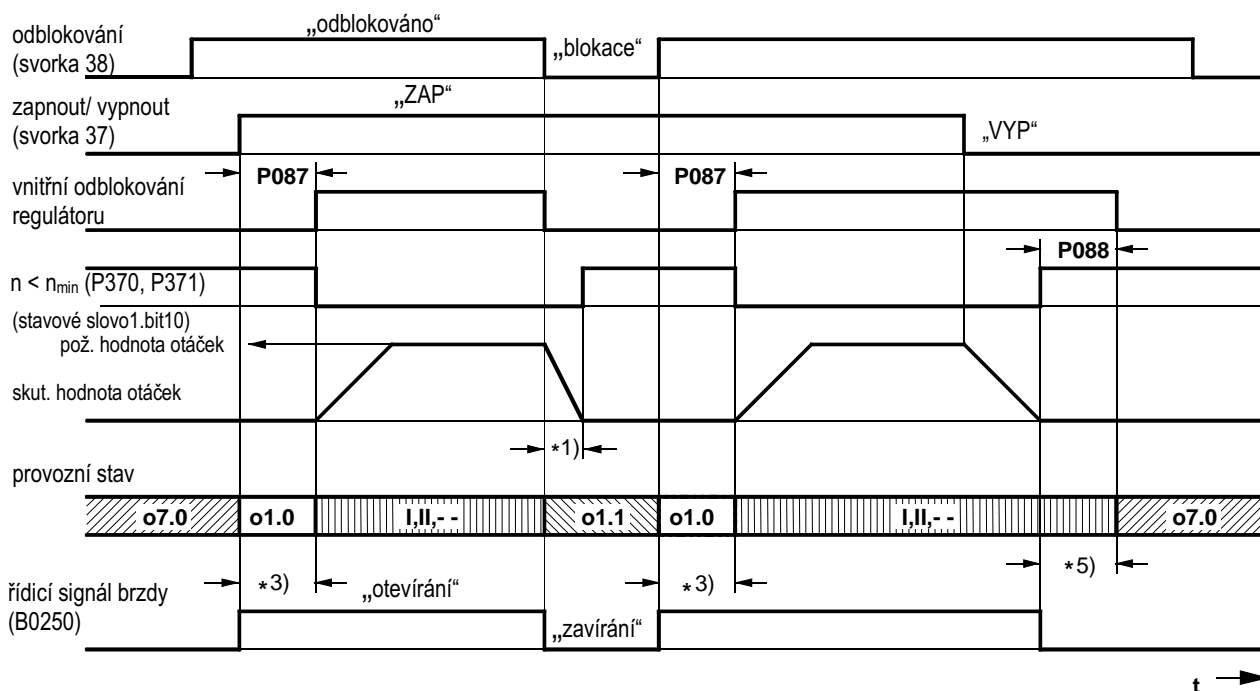 odblokování
(svorka 38)
„odblokováno“
„blokace“
zapnout/ vypnout
(svorka 37)
„ZAP“
„VYP“
vnitřní odblokování
regulátoru
P087
P087
P088
n < nmin (P370, P371)
(stavové slovo1.bit10)
pož. hodnota otáček
skut. hodnota otáček
*1)
provozní stav
o7.0 o1.0 I,II,- - o1.1 o1.0 I,II,- - o7.0
*3) *3) *5)
řídicí signál brzdy
(B0250)
„otevírání“
„zavírání“
t